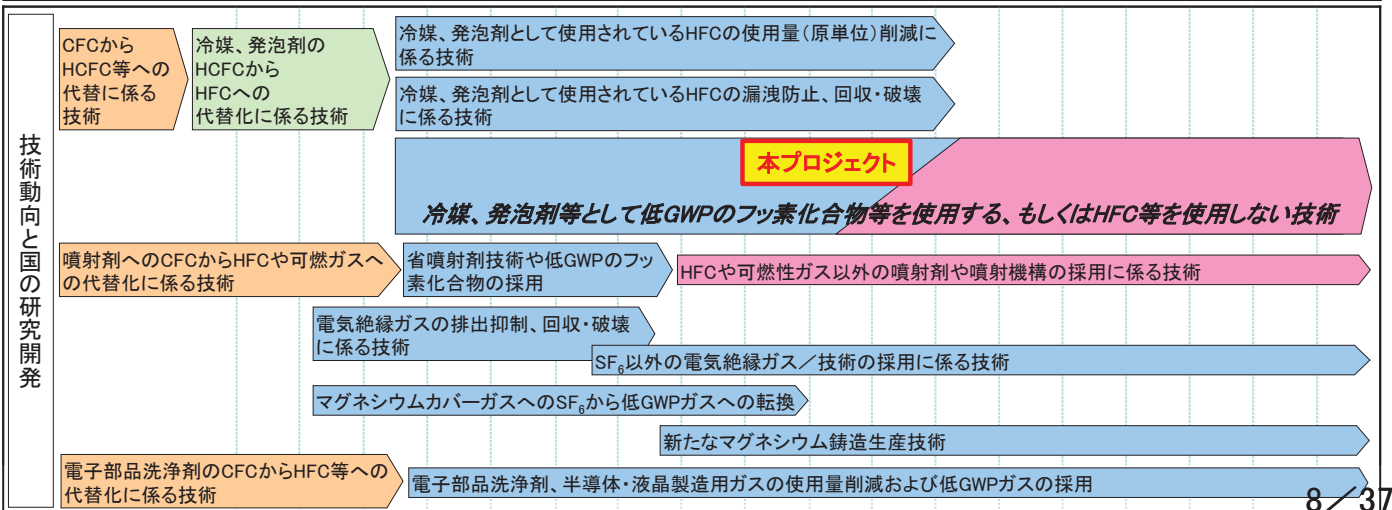 技術動向と国の研究開発
CFCから
HCFC等への
代替に係る
技術
冷媒、発泡剤の
HCFCから
HFCへの
代替化に係る技術
冷媒、発泡剤として使用されているHFCの使用量(原単位)削減に
係る技術
冷媒、発泡剤として使用されているHFCの漏洩防止、回収・破壊
に係る技術
本プロジェクト
冷媒、発泡剤等として低GWPのフッ素化合物等を使用する、もしくはHFC等を使用しない技術
噴射剤へのCFCからHFCや可燃ガスへ
の代替化に係る技術
省噴射剤技術や低GWPのフッ
素化合物の採用
HFCや可燃性ガス以外の噴射剤や噴射機構の採用に係る技術
電気絶縁ガスの排出抑制、回収・破壊
に係る技術
SF₆以外の電気絶縁ガス/技術の採用に係る技術
マグネシウムカバーガスへのSF₆から低GWPガスへの転換
新たなマグネシウム鋳造生産技術
電子部品洗浄剤のCFCからHFC等への
代替化に係る技術
電子部品洗浄剤、半導体・液晶製造用ガスの使用量削減および低GWPガスの採用
8/37